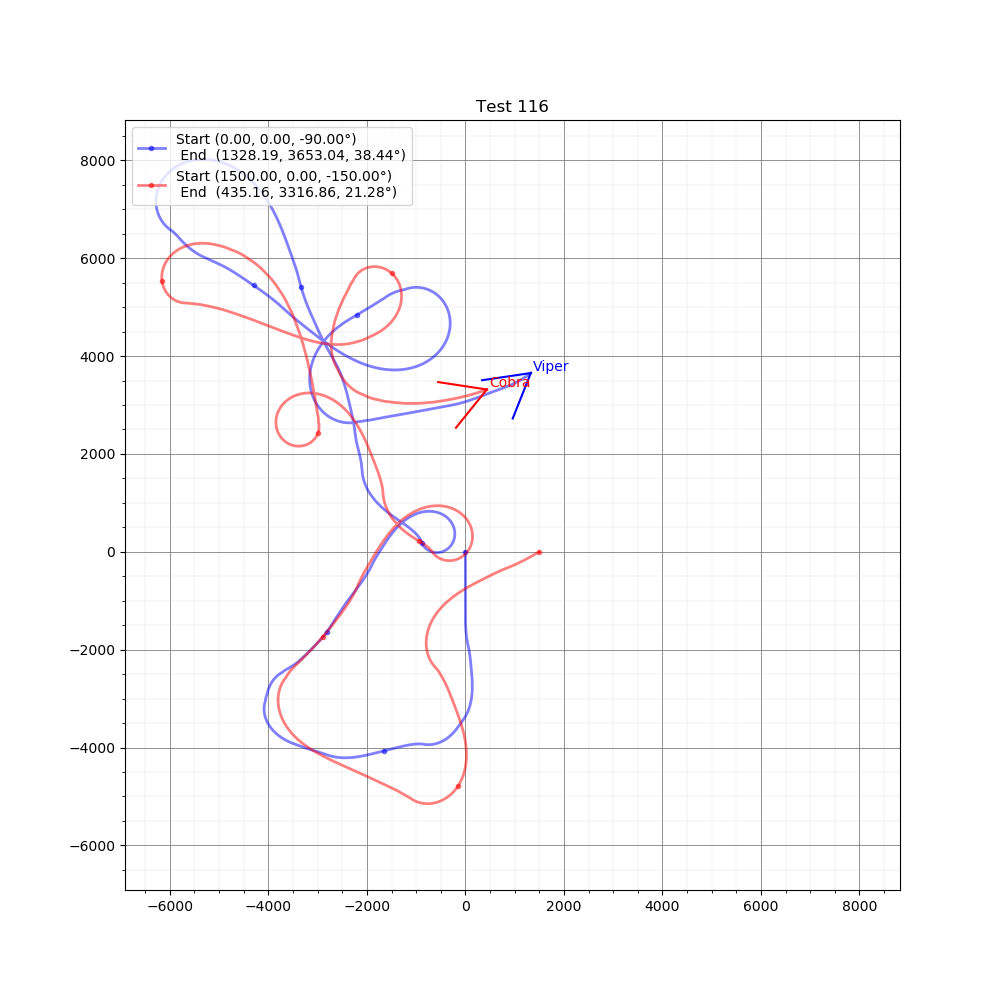 Test 116
Start (0.00, 0.00, -90.00°)
End  (1328.19, 3653.04, 38.44°)
Start (1500.00, 0.00, -150.00°)
End  (435.16, 3316.86, 21.28°)
8000
6000
4000
2000
0
−2000
−4000
−6000
Viper
Cobra
−6000 −4000 −2000 0 2000 4000 6000 8000